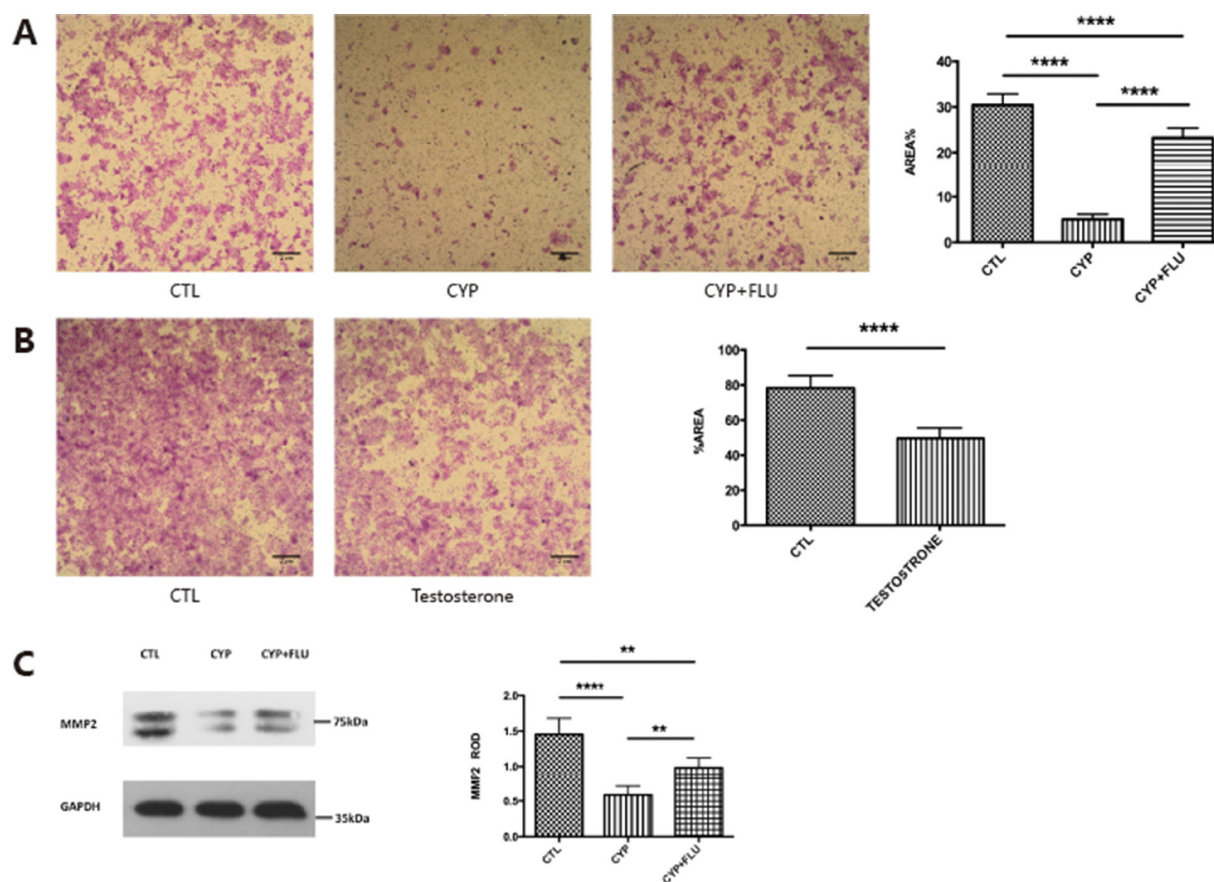 A
CTL
CYP
CYP+FLU
****
****
****
40
30
20
10
0
AREA%
CTL
CYP
CYP+FLU
B
CTL
Testosterone
****
100
80
60
40
20
0
%AREA
CTL
TESTOSTRONE
C
CTL CYP CYP+FLU
MMP2
75kDa
GAPDH
35kDa
**
****
**
2.0
1.5
1.0
0.5
0.0
MMP2 ROD
CTL
CYP
CYP+FLU